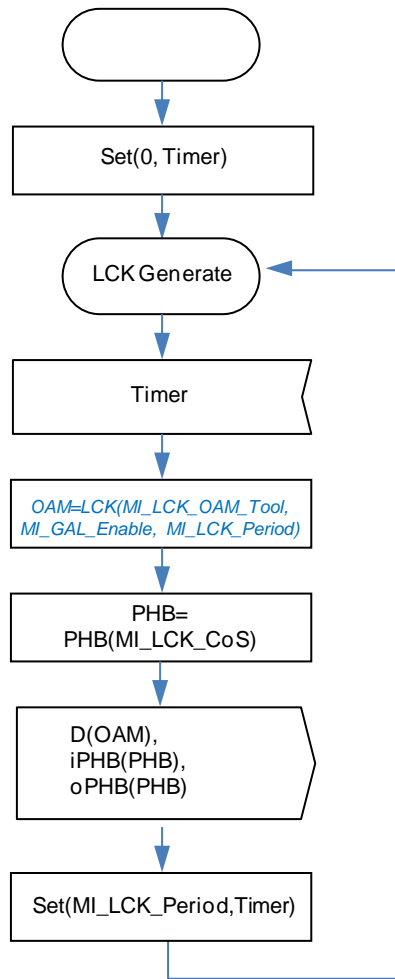 Set(0, Timer)
LCK Generate
Timer
OAM=LCK(MI_LCK_OAM_Tool,
MI_GAL_Enable, MI_LCK_Period)
PHB=
PHB(MI_LCK_CoS)
D(OAM),
iPHB(PHB),
oPHB(PHB)
Set(MI_LCK_Period,Timer)